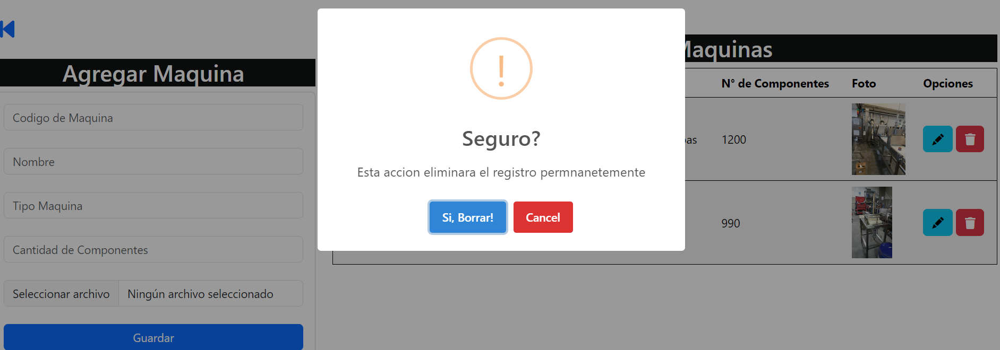 Agregar Maquina
Codigo de Maquina
Nombre
Tipo Maquina
Cantidad de Componentes
Seleccionar archivo Ningún archivo seleccionado
Guardar
!
Seguro?
Esta accion eliminara el registro permnanetemente
Si, Borrar! Cancel
aquinas
N° de Componentes Foto Opciones
as 1200
990